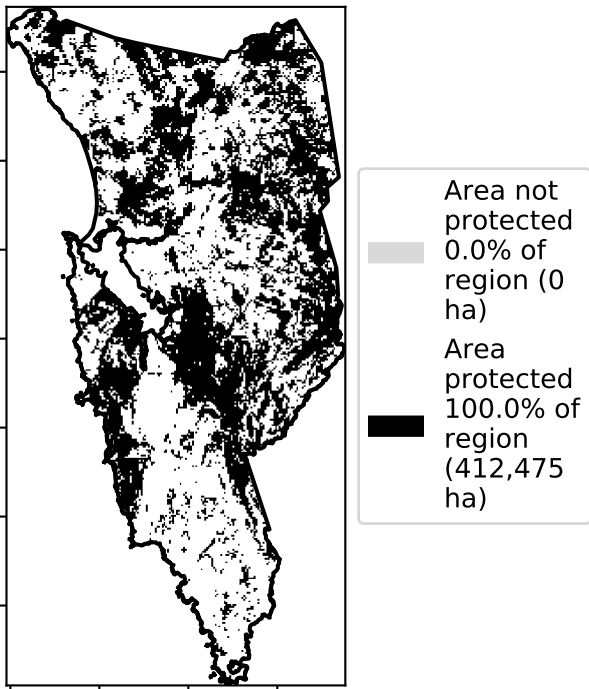 Area not
protected
0.0% of
region (0
ha)
Area
protected
100.0% of
region
(412,475
ha)